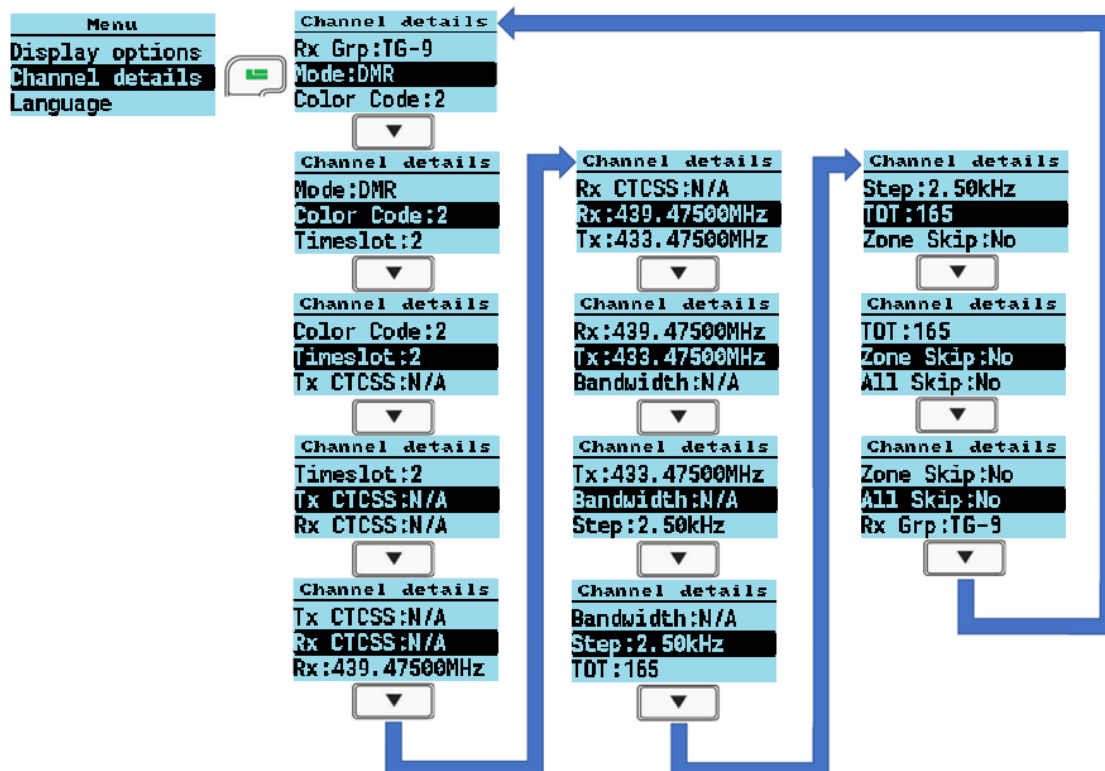 Menu
Display options
Channel details
Language
Channel details
Rx Grp:TG-9
Mode:DMR
Color Code:2
Channel details
Mode:DMR
Color Code:2
Timeslot:2
Channel details
Color Code:2
Timeslot:2
Tx CTCSS:N/A
Channel details
Timeslot:2
Tx CTCSS:N/A
Rx CTCSS:N/A
Channel details
Tx CTCSS:N/A
Rx CTCSS:N/A
Rx:439.47500MHz
Channel details
Rx CTCSS:N/A
Rx:439.47500MHz
Tx:433.47500MHz
Channel details
Rx:439.47500MHz
Tx:433.47500MHz
Bandwidth:N/A
Channel details
Tx:433.47500MHz
Bandwidth:N/A
Step:2.50kHz
Channel details
Bandwidth:N/A
Step:2.50kHz
TOT:165
Channel details
Step:2.50kHz
TOT:165
Zone Skip:No
Channel details
TOT:165
Zone Skip:No
All Skip:No
Channel details
Zone Skip:No
All Skip:No
Rx Grp:TG-9